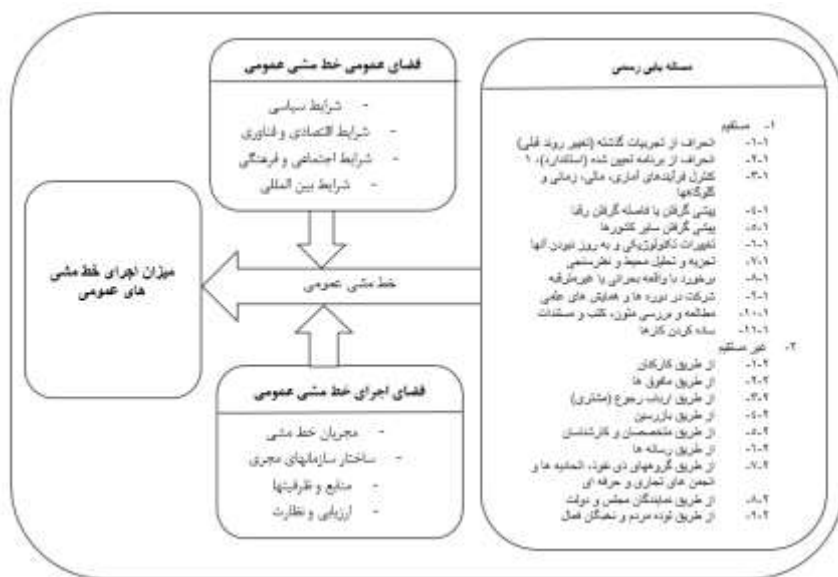 مساله یابی رسمی
۱- مستقیم
۱-۱- انحراف از تجربیات گذشته (تغییر روند قبلی)
۲-۱- انحراف از برنامه تعیین شده (استاندارد)، ۱
۳-۱- کنترل فرآیندهای آماری، مالی، زمانی و
گلوگاهها
۴-۱- پیشی گرفتن یا فاصله گرفتن رقبا
۵-۱- پیشی گرفتن سایر کشورها
۶-۱- تغییرات تکنولوژیکی و به روز نبودن آنها
۷-۱- تجزیه و تحلیل محیط و نظرسنجی
۸-۱- برخورد با واقعه بحرانی یا غیرمترقبه
۹-۱- شرکت در دوره ها و همایش های علمی
۱۰-۱- مطالعه و بررسی متون، کتب و مستندات
۱۱-۱- ساده کردن کارها
۲- غیر مستقیم
۱-۲- از طریق کارکنان
۲-۲- از طریق مافوق ها
۳-۲- از طریق ارباب رجوع (مشتری)
۴-۲- از طریق بازرسین
۵-۲- از طریق متخصصان و کارشناسان
۶-۲- از طریق رسانه ها
۷-۲- از طریق گروههای ذی نفوذ، اتحادیه ها و
انجمن های تجاری و حرفه ای
۸-۲- از طریق نمایندگان مجلس و دولت
۹-۲- از طریق توده مردم و نخبگان فعال
فضای عمومی خط مشی عمومی
- شرایط سیاسی
- شرایط اقتصادی و فناوری
- شرایط اجتماعی و فرهنگی
- شرایط بین المللی
خط مشی عمومی
فضای اجرای خط مشی عمومی
- مجریان خط مشی
- ساختار سازمانهای مجری
- منابع و ظرفیتها
- ارزیابی و نظارت
میزان اجرای خط مشی
های عمومی